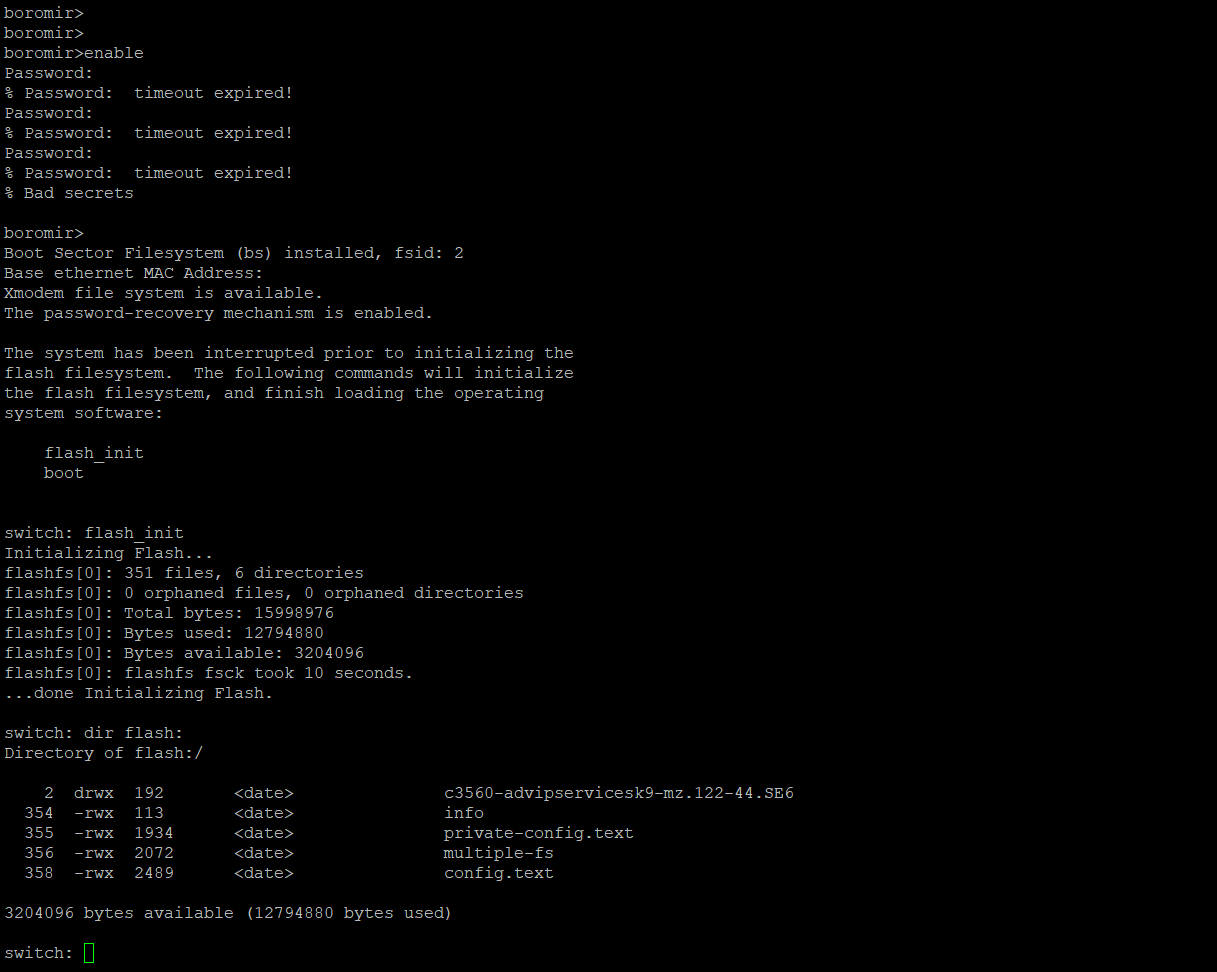 boromir>
boromir>
boromir>enable
Password:
% Password:  timeout expired!
Password:
% Password:  timeout expired!
Password:
% Password:  timeout expired!
% Bad secrets

boromir>
Boot Sector Filesystem (bs) installed, fsid: 2
Base ethernet MAC Address:
Xmodem file system is available.
The password-recovery mechanism is enabled.

The system has been interrupted prior to initializing the
flash filesystem.  The following commands will initialize
the flash filesystem, and finish loading the operating
system software:

    flash_init
    boot


switch: flash_init
Initializing Flash...
flashfs[0]: 351 files, 6 directories
flashfs[0]: 0 orphaned files, 0 orphaned directories
flashfs[0]: Total bytes: 15998976
flashfs[0]: Bytes used: 12794880
flashfs[0]: Bytes available: 3204096
flashfs[0]: flashfs fsck took 10 seconds.
...done Initializing Flash.

switch: dir flash:
Directory of flash:/

    2  drwx  192       <date>               c3560-advipservicesk9-mz.122-44.SE6
  354  -rwx  113       <date>               info
  355  -rwx  1934      <date>               private-config.text
  356  -rwx  2072      <date>               multiple-fs
  358  -rwx  2489      <date>               config.text

3204096 bytes available (12794880 bytes used)

switch: